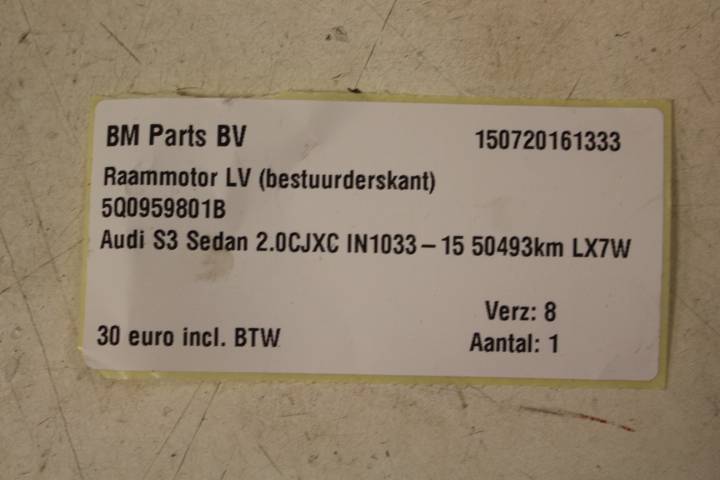 BM Parts BV 150720161333
Raammotor LV (bestuurderskant)
5Q0959801B
Audi S3 Sedan 2.0CJXC IN1033-15 50493km LX7W
Verz: 8
30 euro incl. BTW Aantal: 1